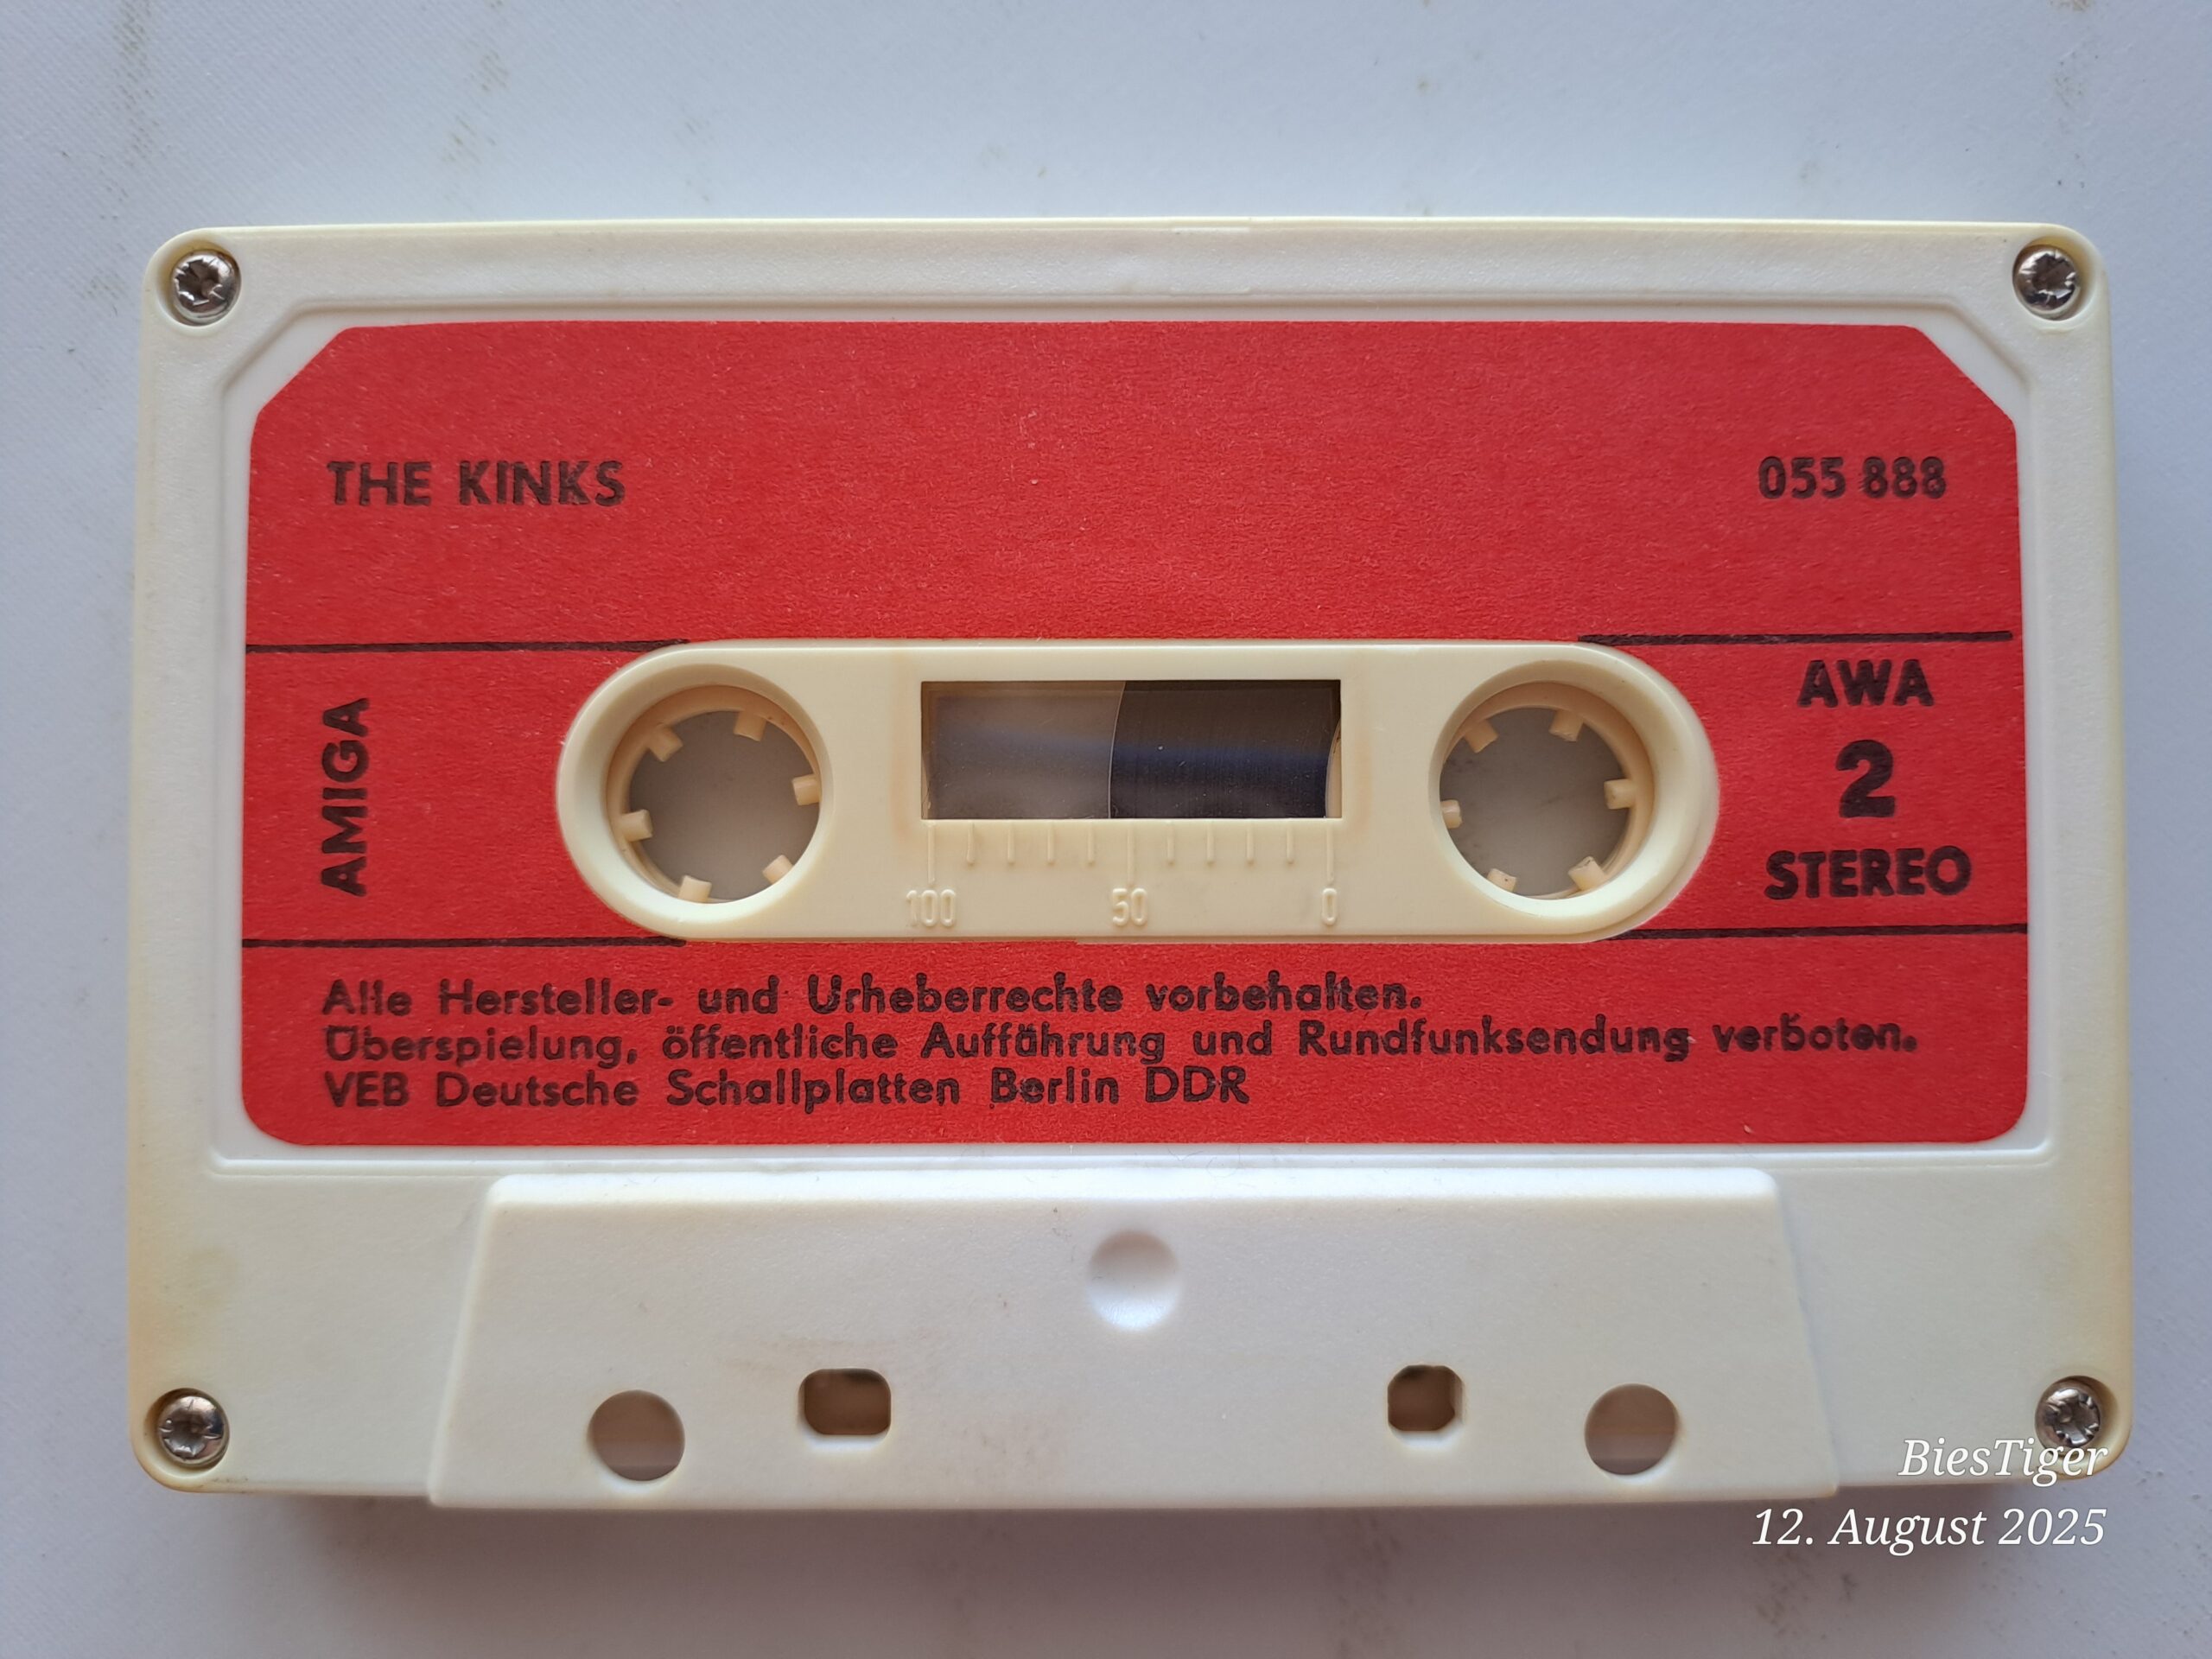 THE KINKS
055 888
AMIGA
AWA
2
STEREO
100 50 0
Alle Hersteller- und Urheberrechte vorbehalten.
Überspielung, öffentliche Aufführung und Rundfunksendung verboten.
VEB Deutsche Schallplatten Berlin DDR
BiesTiger
12. August 2025